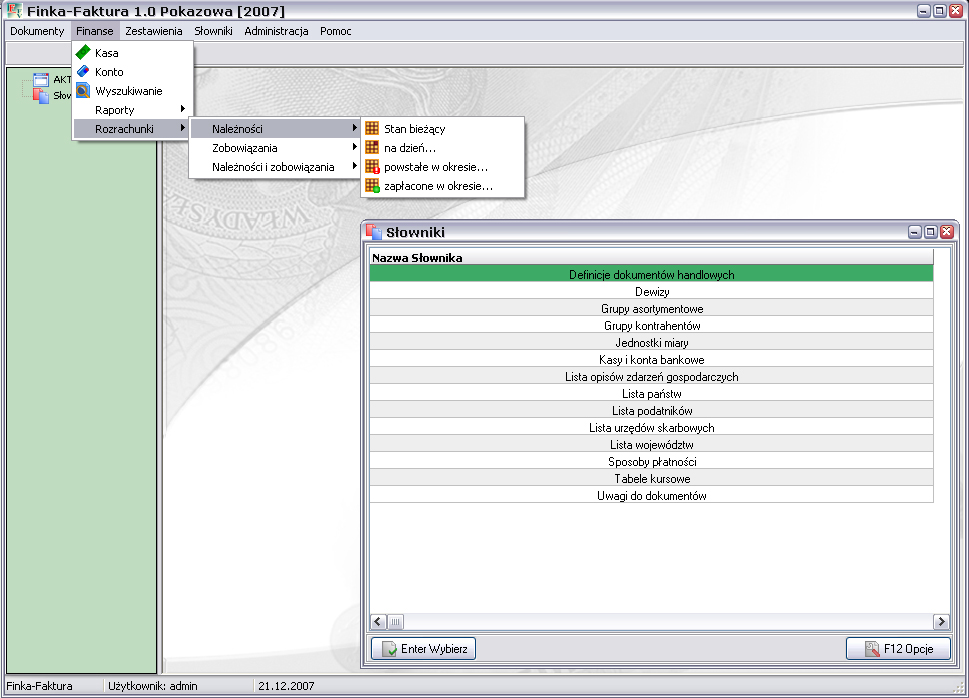 Finka-Faktura 1.0 Pokazowa [2007]
Dokumenty Finanse Zestawienia Słowniki Administracja Pomoc
Kasa
Konto
Wyszukiwanie
Raporty
Rozrachunki
AKT
Słow
Należności
Zobowiązania
Należności i zobowiązania
Stan bieżący
na dzień...
powstałe w okresie...
zapłacone w okresie...
WŁADYSŁ
Słowniki
Nazwa Słownika
Definicje dokumentów handlowych
Dewizy
Grupy asortymentowe
Grupy kontrahentów
Jednostki miary
Kasy i konta bankowe
Lista opisów zdarzeń gospodarczych
Lista państw
Lista podatników
Lista urzędów skarbowych
Lista województw
Sposoby płatności
Tabele kursowe
Uwagi do dokumentów
Enter Wybierz
F12 Opcje
Finka-Faktura Użytkownik: admin 21.12.2007